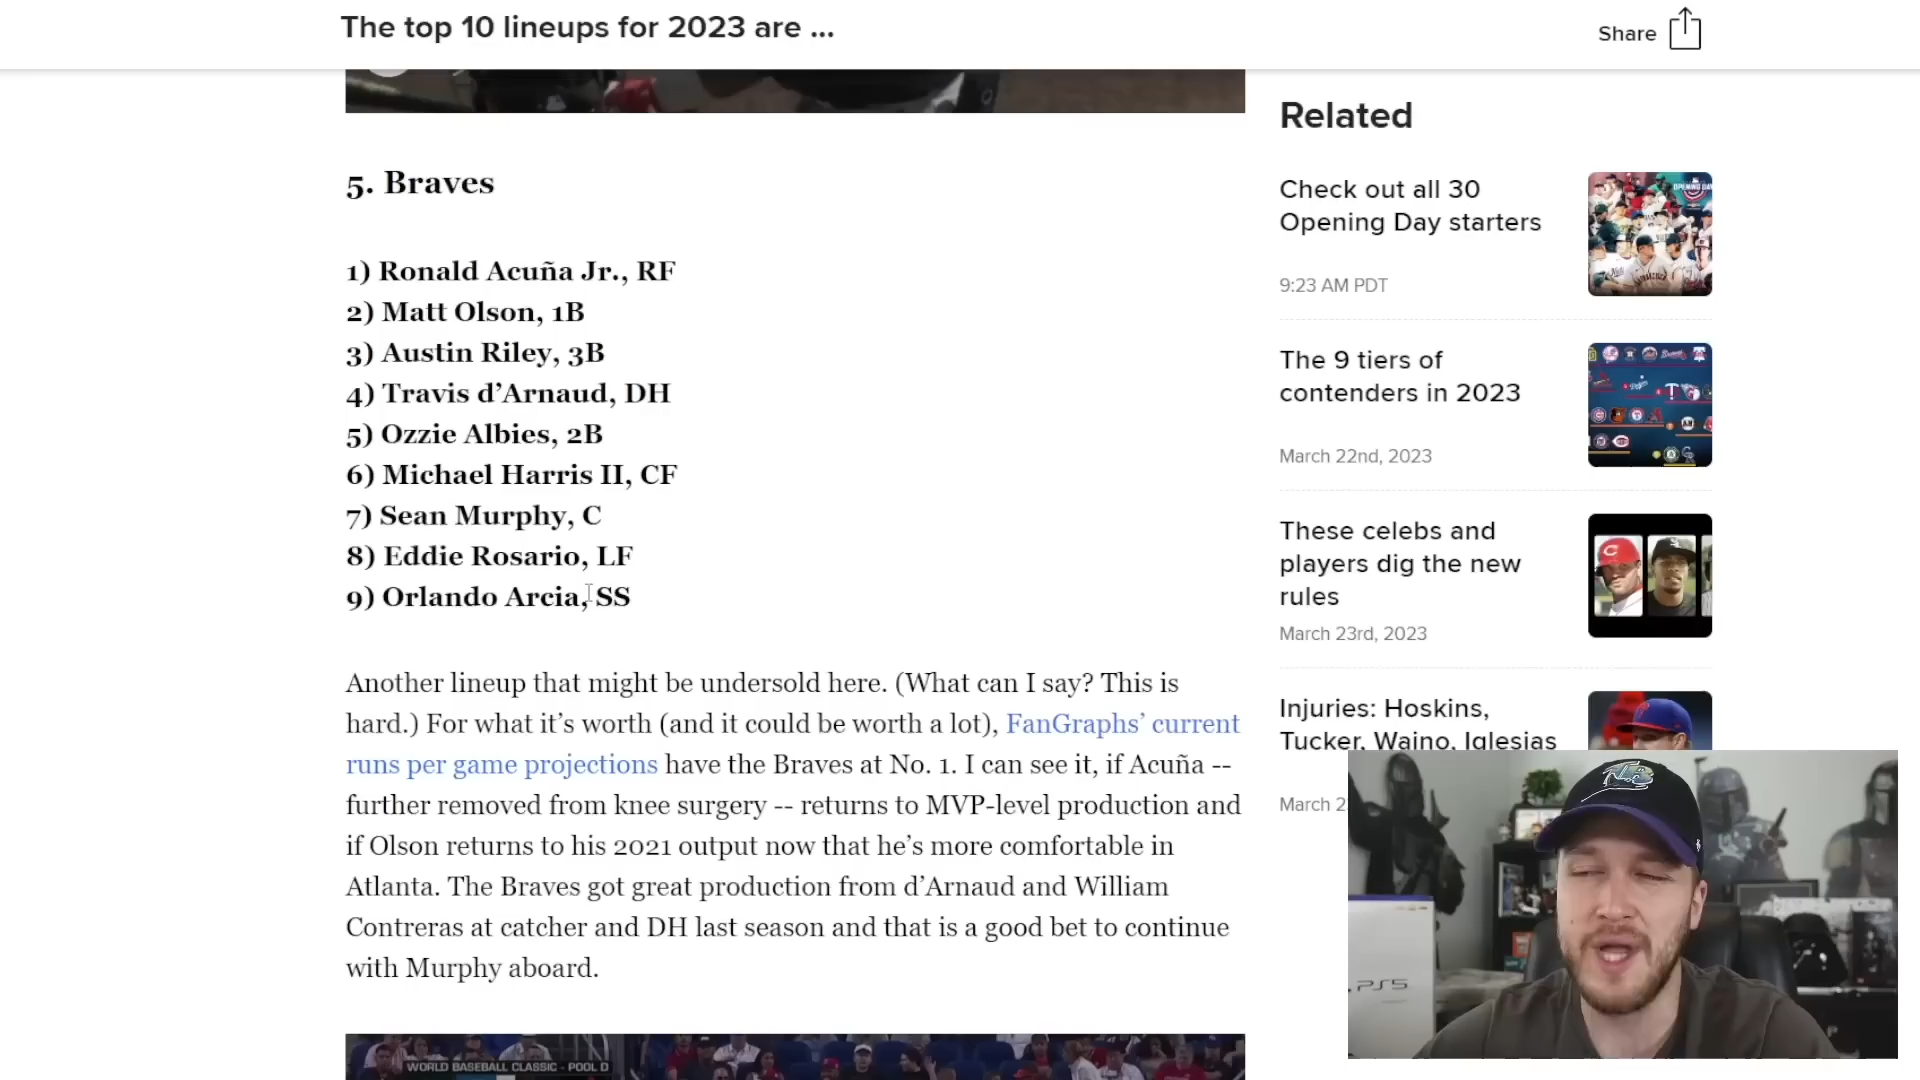 The top 10 lineups for 2023 are ...
Share
5. Braves
1) Ronald Acuña Jr., RF
2) Matt Olson, 1B
3) Austin Riley, 3B
4) Travis d’Arnaud, DH
5) Ozzie Albies, 2B
6) Michael Harris II, CF
7) Sean Murphy, C
8) Eddie Rosario, LF
9) Orlando Arcia, SS
Another lineup that might be undersold here. (What can I say? This is
hard.) For what it’s worth (and it could be worth a lot), FanGraphs’ current
runs per game projections have the Braves at No. 1. I can see it, if Acuña --
further removed from knee surgery -- returns to MVP-level production and
if Olson returns to his 2021 output now that he’s more comfortable in
Atlanta. The Braves got great production from d’Arnaud and William
Contreras at catcher and DH last season and that is a good bet to continue
with Murphy aboard.
WORLD BASEBALL CLASSIC - POOL D
Related
Check out all 30
Opening Day starters
9:23 AM PDT
OPENING DAY
The 9 tiers of
contenders in 2023
March 22nd, 2023
These celebs and
players dig the new
rules
March 23rd, 2023
Injuries: Hoskins,
Tucker, Waino, Iglesias
March 2
PS5